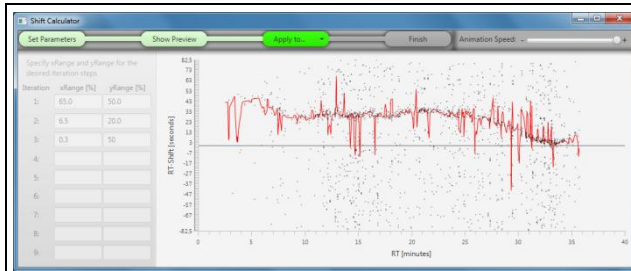 Shift Calculator
Set Parameters Show Preview Apply to... Finish Animation Speed: - +
Specify xRange and yRange for the
desired iteration steps
Iteration xRange [%] yRange [%]
1: 65.0 50.0
2: 6.5 20.0
3: 0.3 50
4:
5:
6:
7:
8:
9:
RT-Shift [seconds]
82.5
73
63
53
43
33
23
13
3
-7
-17
-27
-37
-47
-57
-67
-82.5
0 5 10 15 20 25 30 35 40
RT [minutes]